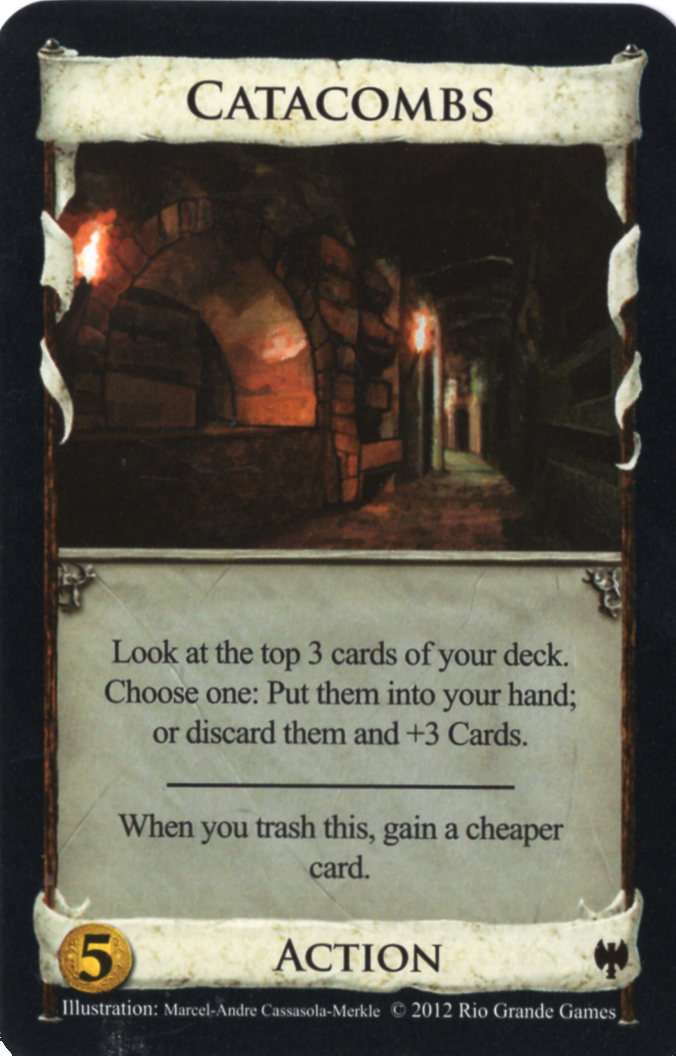 CATACOMBS
Look at the top 3 cards of your deck.
Choose one: Put them into your hand;
or discard them and +3 Cards.
When you trash this, gain a cheaper
card.
5
ACTION
Illustration: Marcel-Andre Cassasola-Merkle © 2012 Rio Grande Games